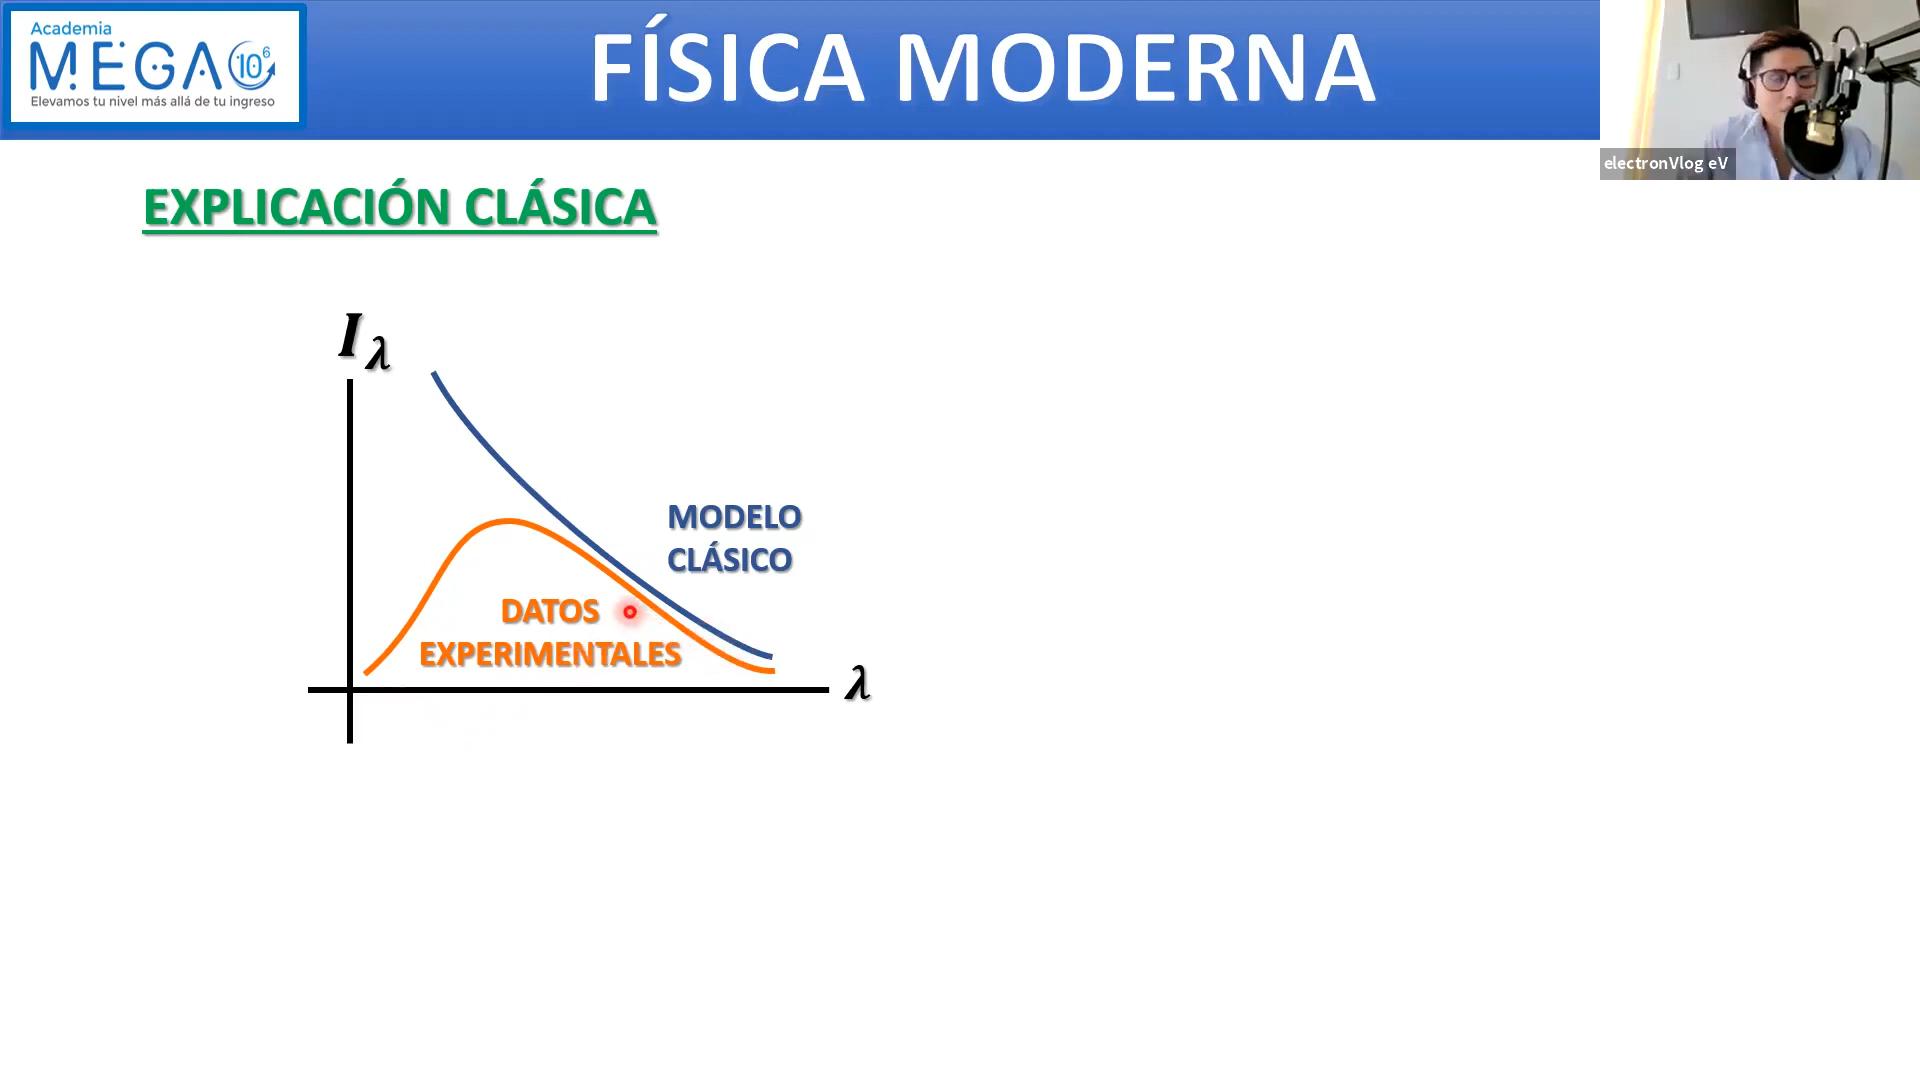 Academia
MEGA 10⁶
Elevamos tu nivel más allá de tu ingreso
FÍSICA MODERNA
electronVlog eV
EXPLICACIÓN CLÁSICA
I λ
MODELO
CLÁSICO
DATOS
EXPERIMENTALES
λ